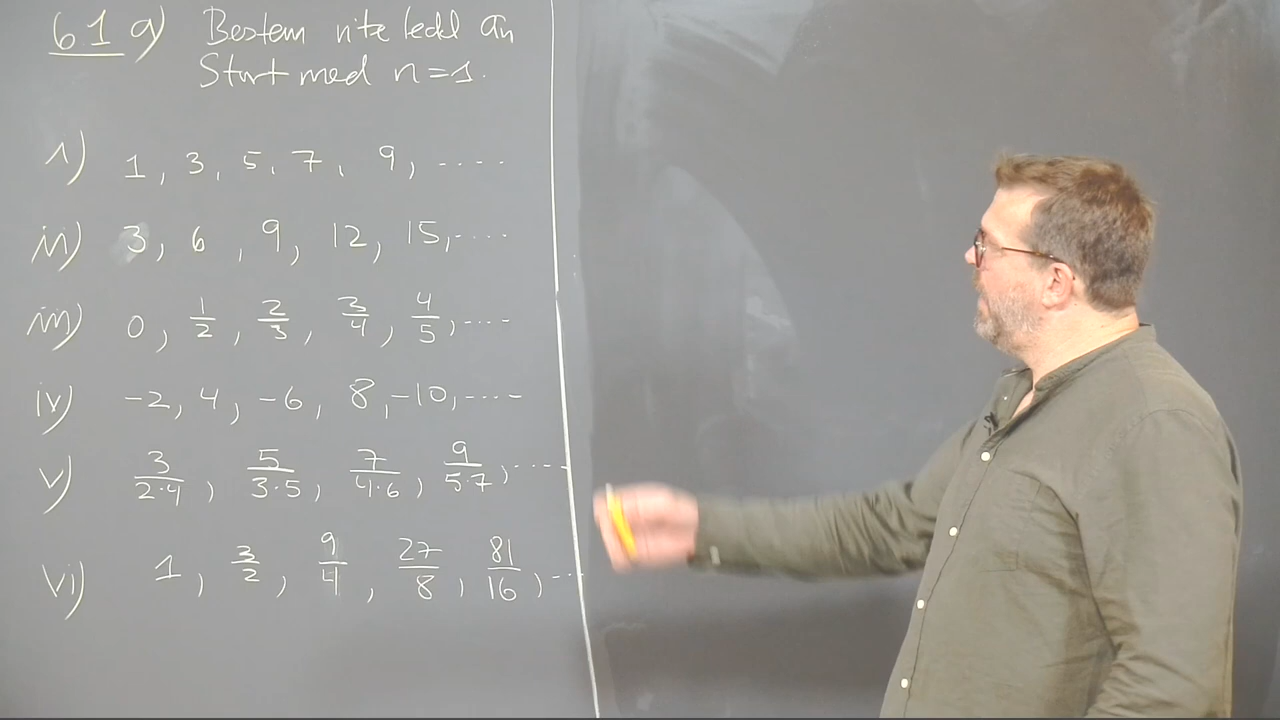 61 a) Bestem n'te ledd an
Start med n=1.
i) 1, 3, 5, 7, 9, ....
ii) 3, 6, 9, 12, 15, ....
iii) 0, 1/2, 2/3, 3/4, 4/5, ....
iv) -2, 4, -6, 8, -10, ....
v) 3/(2·4), 5/(3·5), 7/(4·6), 9/(5·7), ....
vi) 1, 3/2, 9/4, 27/8, 81/16, ...